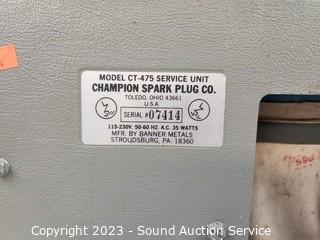 MODEL CT-475 SERVICE UNIT
CHAMPION SPARK PLUG CO.
TOLEDO, OHIO 43661
U.S.A.
SERIAL # 07414
115-230V. 50-60 HZ. A.C. 35 WATTS
MFR. BY BANNER METALS
STROUDSBURG, PA. 18360
Copyright © 2023 - Sound Auction Service